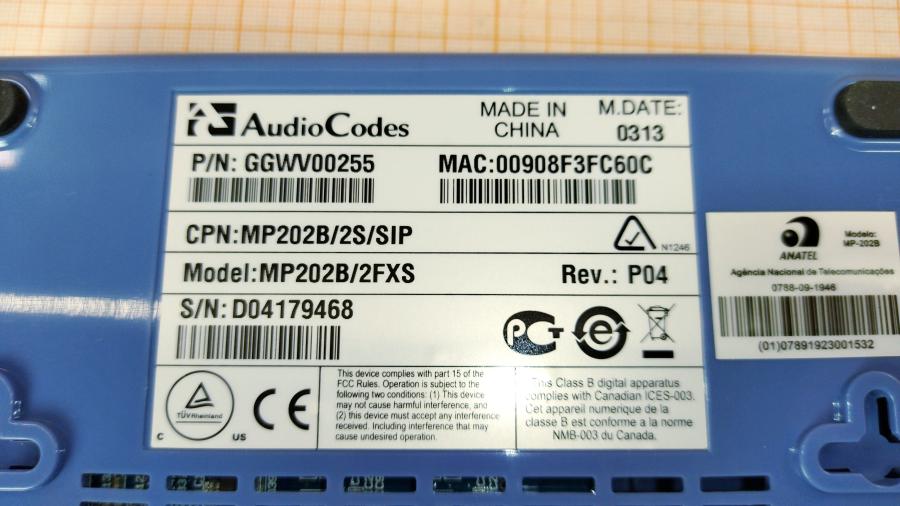 AudioCodes
MADE IN
CHINA
M.DATE:
0313
P/N: GGWV00255
MAC:00908F3FC60C
CPN:MP202B/2S/SIP
N1246
Model:MP202B/2FXS
Rev.: P04
S/N: D04179468
TÜVRheinland
C US
CE
This device complies with part 15 of the
FCC Rules. Operation is subject to the
following two conditions: (1) This device
may not cause harmful interference, and
(2) this device must accept any interference
received. Including interference that may
cause undesired operation.
This Class B digital apparatus
complies with Canadian ICES-003.
Cet appareil numerique de la
classe B est conforme a la norme
NMB-003 du Canada.
ANATEL
Modelo:
MP-202B
Agência Nacional de Telecomunicações
0788-09-1946
(01)07891923001532